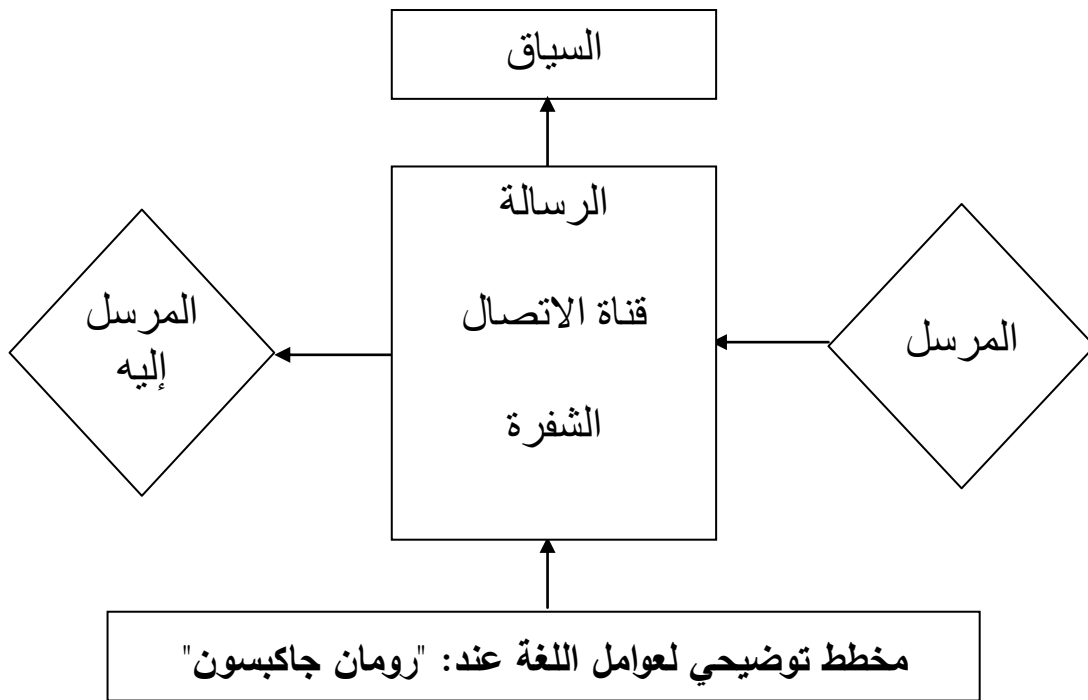 السياق
الرسالة
قناة الاتصال
الشفرة
المرسل
المرسل
إليه
مخطط توضيحي لعوامل اللغة عند: "رومان جاكبسون"